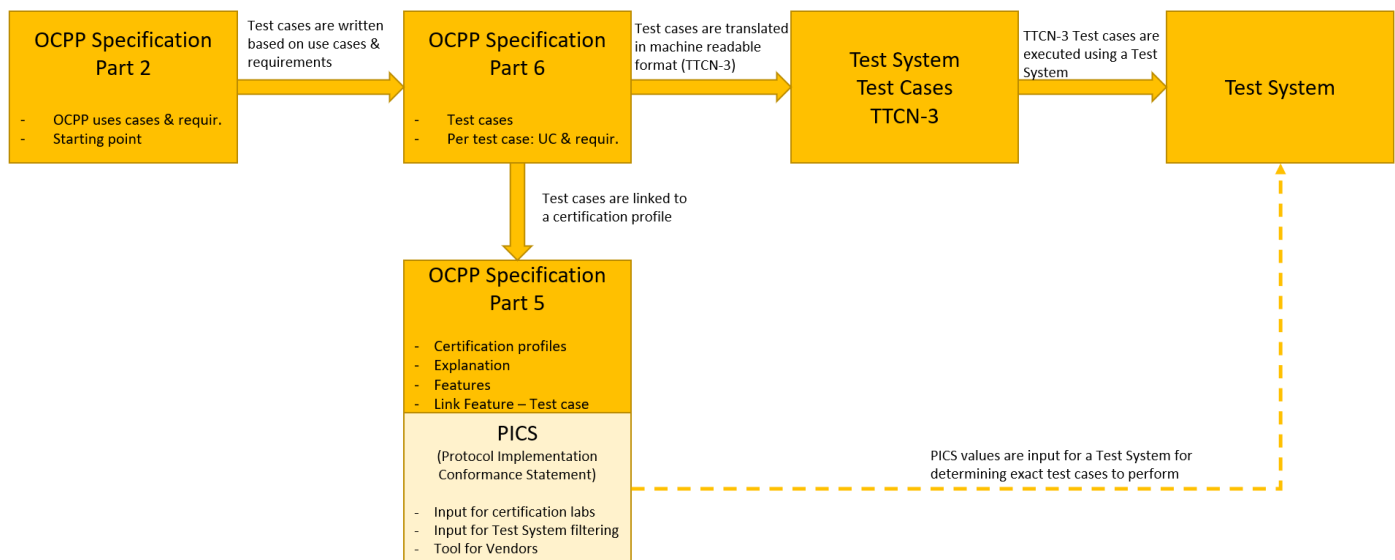 OCPP Specification
Part 2
- OCPP uses cases & requir.
- Starting point
Test cases are written
based on use cases &
requirements
OCPP Specification
Part 6
- Test cases
- Per test case: UC & requir.
Test cases are translated
in machine readable
format (TTCN-3)
Test System
Test Cases
TTCN-3
TTCN-3 Test cases are
executed using a Test
System
Test System
Test cases are linked to
a certification profile
OCPP Specification
Part 5
- Certification profiles
- Explanation
- Features
- Link Feature – Test case
PICS
(Protocol Implementation
Conformance Statement)
- Input for certification labs
- Input for Test System filtering
- Tool for Vendors
PICS values are input for a Test System for
determining exact test cases to perform